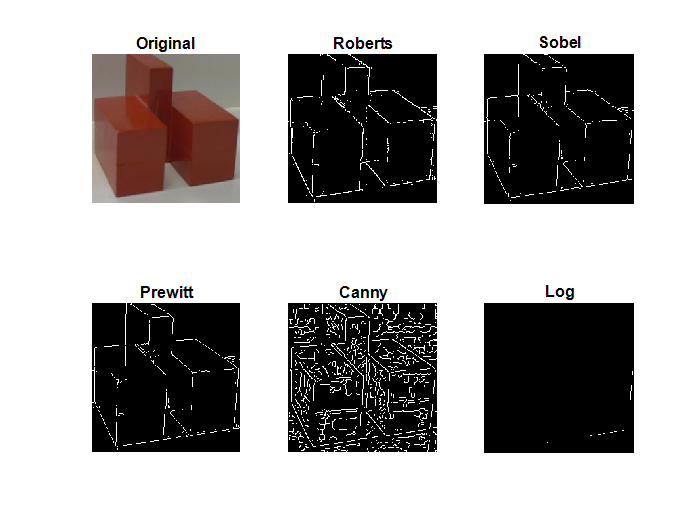 Original
Roberts
Sobel
Prewitt
Canny
Log